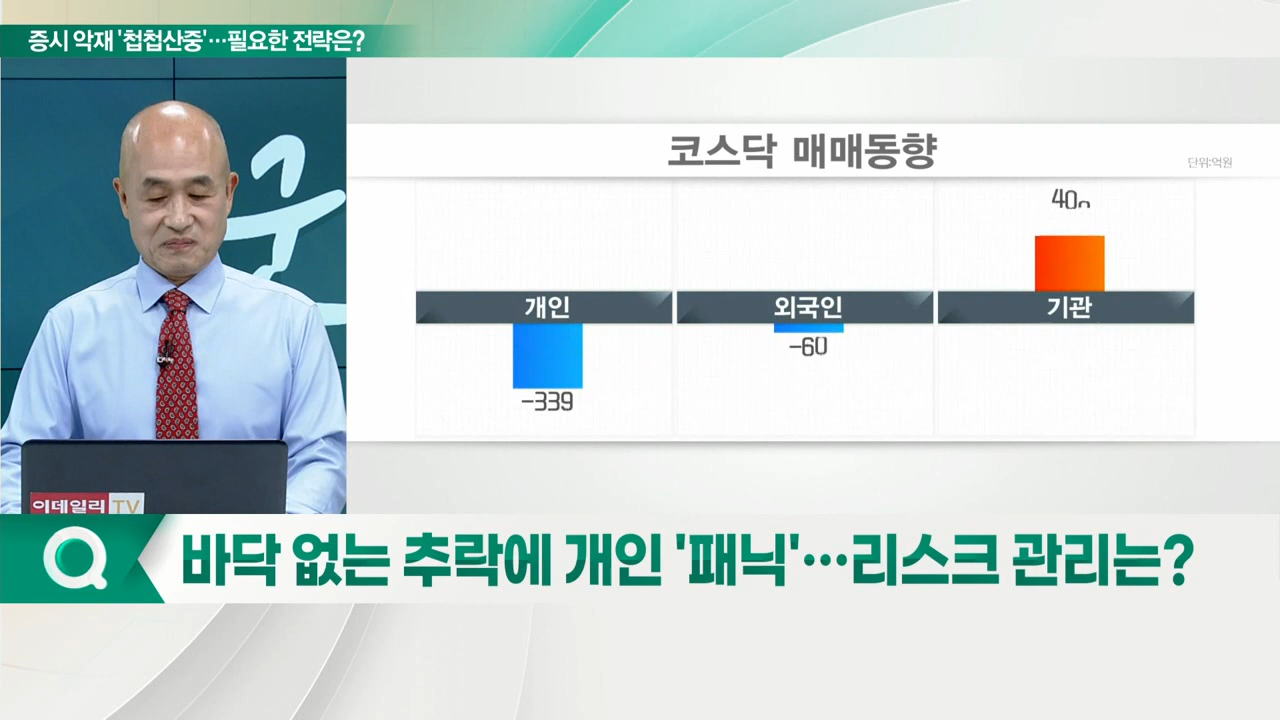 증시 악재 '첩첩산중'…필요한 전략은?
코스닥 매매동향
단위:억원
개인
외국인
기관
-339
-60
이데일리 TV
바닥 없는 추락에 개인 '패닉'…리스크 관리는?